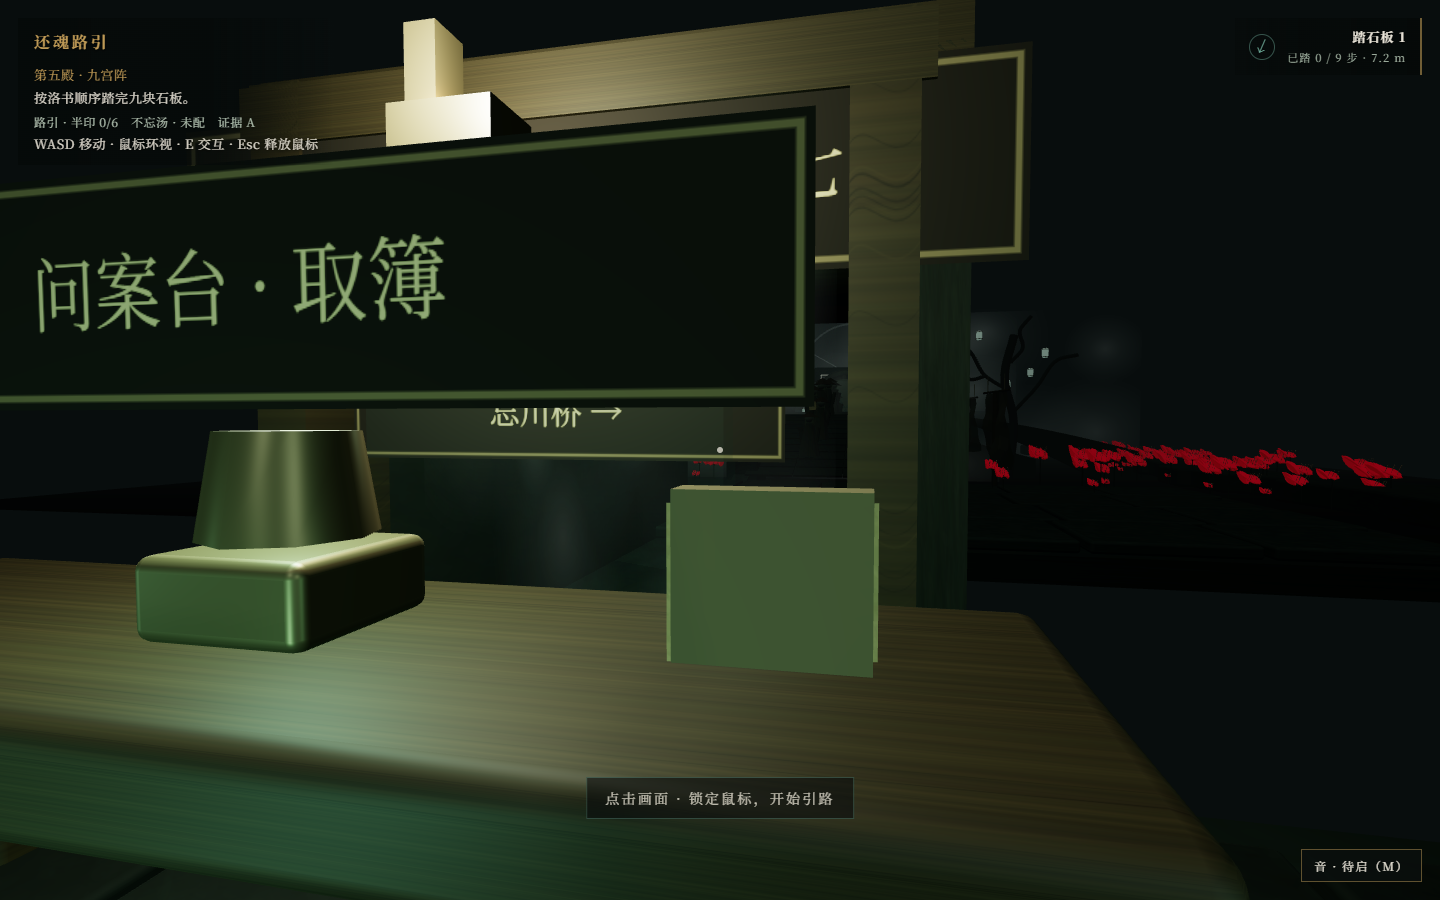 还魂路引
第五殿 · 九宫阵
按洛书顺序踏完九块石板。
路引 · 半印 0/6 不忘汤 · 未配 证据 A
WASD 移动 · 鼠标环视 · E 交互 · Esc 释放鼠标
踏石板 1
已踏 0 / 9 步 · 7.2 m
问案台 · 取簿
忘川桥 →
点击画面 · 锁定鼠标，开始引路
音 · 待启（M）